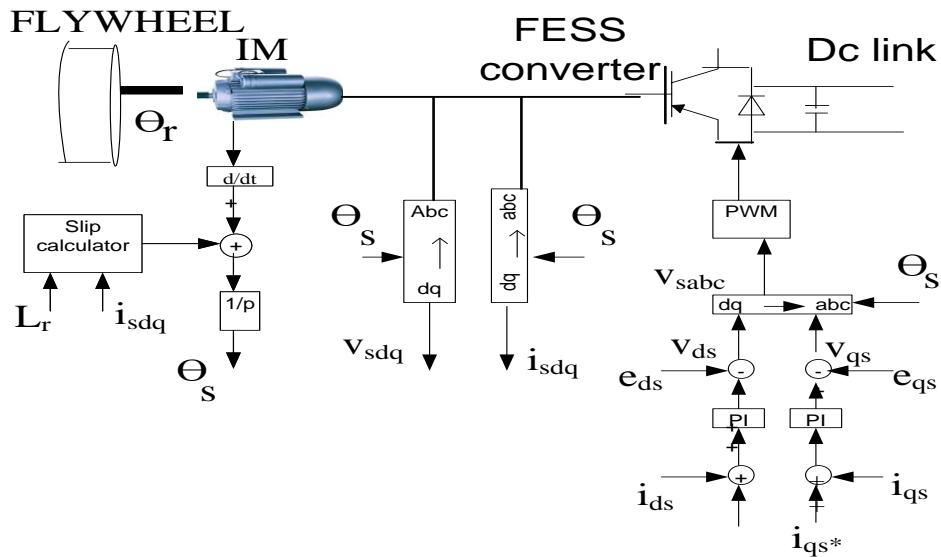 FLYWHEEL
IM
FESS
converter
Dc link
Θr
d/dt
+
Slip
calculator
+
Lr
isdq
1/p
Θs
Θs
Abc
dq
vsdq
abc
dq
Θs
isdq
PWM
vsabc
Θs
dq
abc
vds
vqs
eds
-
-
eqs
PI
PI
+
+
ids
+
+
iqs
+
iqs*